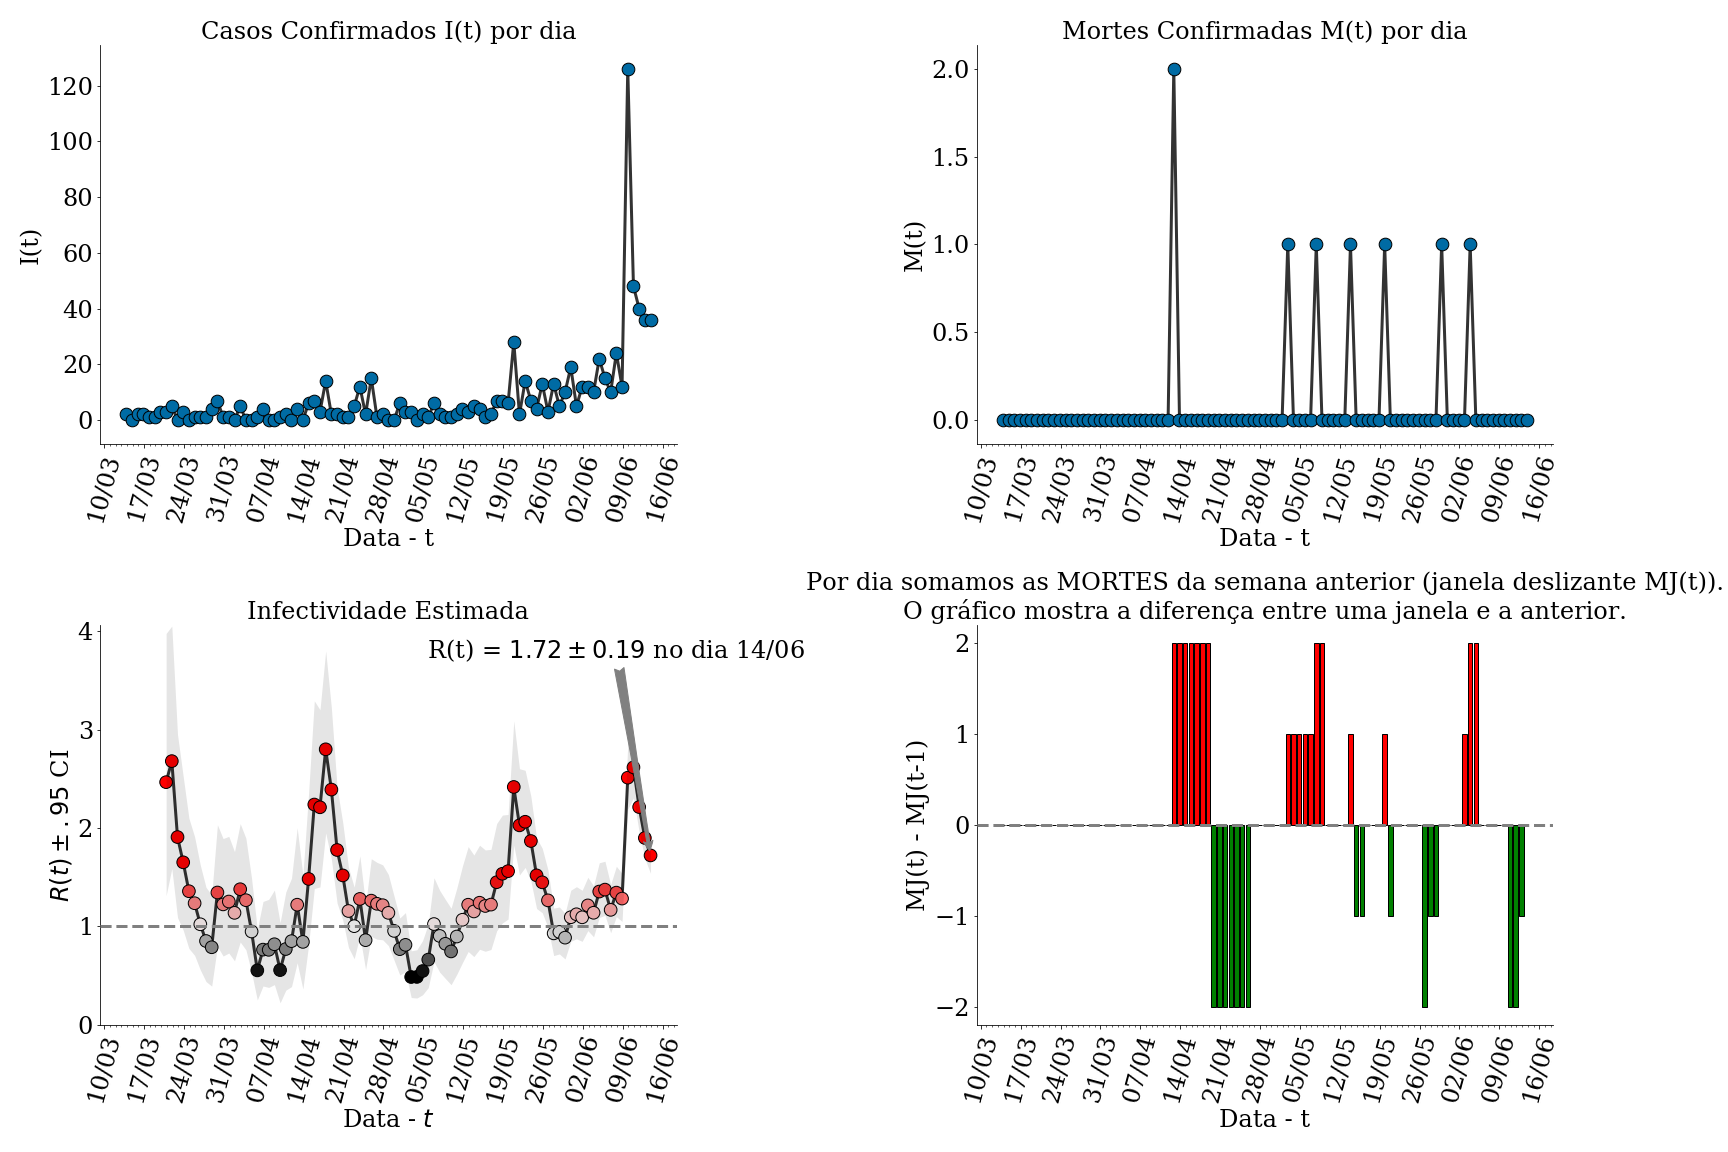 Casos Confirmados I(t) por dia
I(t)
120
100
80
60
40
20
0
10/03 17/03 24/03 31/03 07/04 14/04 21/04 28/04 05/05 12/05 19/05 26/05 02/06 09/06 16/06
Data - t
Mortes Confirmadas M(t) por dia
M(t)
2.0
1.5
1.0
0.5
0.0
10/03 17/03 24/03 31/03 07/04 14/04 21/04 28/04 05/05 12/05 19/05 26/05 02/06 09/06 16/06
Data - t
Infectividade Estimada
R(t) = 1.72 ± 0.19 no dia 14/06
R(t) ± .95 CI
4
3
2
1
0
10/03 17/03 24/03 31/03 07/04 14/04 21/04 28/04 05/05 12/05 19/05 26/05 02/06 09/06 16/06
Data - t
Por dia somamos as MORTES da semana anterior (janela deslizante MJ(t)).
O gráfico mostra a diferença entre uma janela e a anterior.
MJ(t) - MJ(t-1)
2
1
0
−1
−2
10/03 17/03 24/03 31/03 07/04 14/04 21/04 28/04 05/05 12/05 19/05 26/05 02/06 09/06 16/06
Data - t